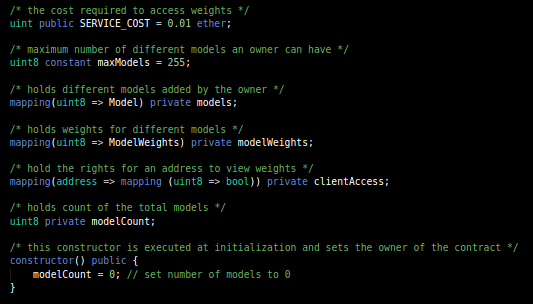 /* the cost required to access weights */
uint public SERVICE_COST = 0.01 ether;
/* maximum number of different models an owner can have */
uint8 constant maxModels = 255;
/* holds different models added by the owner */
mapping(uint8 => Model) private models;
/* holds weights for different models */
mapping(uint8 => ModelWeights) private modelWeights;
/* hold the rights for an address to view weights */
mapping(address => mapping (uint8 => bool)) private clientAccess;
/* holds count of the total models */
uint8 private modelCount;
/* this constructor is executed at initialization and sets the owner of the contract */
constructor() public {
modelCount = 0; // set number of models to 0
}